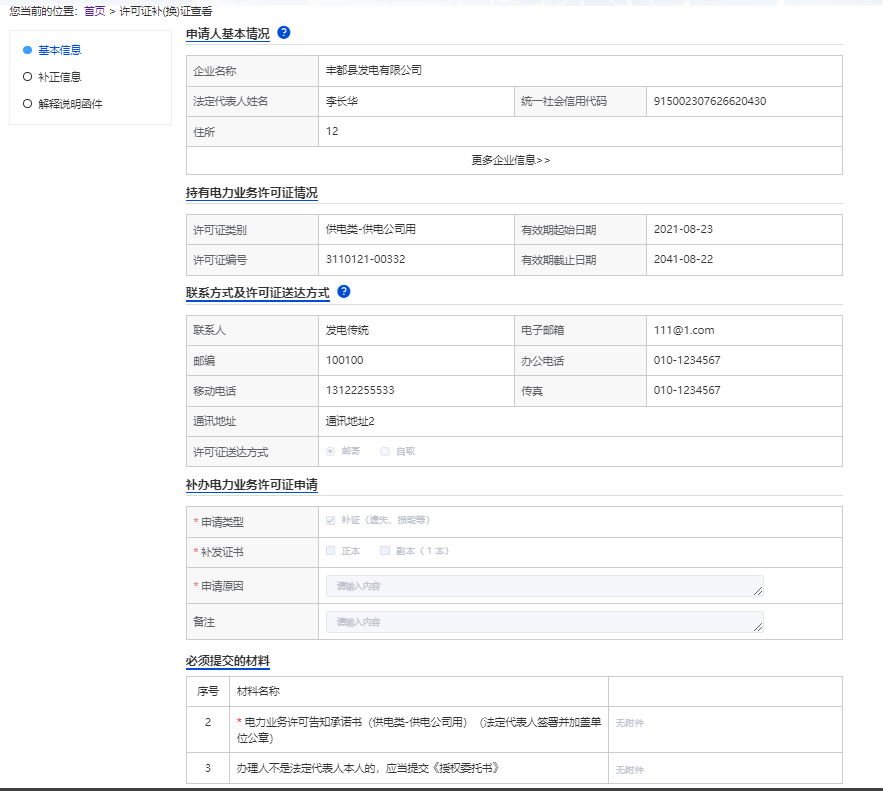 您当前的位置：首页 > 许可证补(换)证查看
基本信息
补正信息
解释说明函件
申请人基本情况 ?
企业名称 丰都县发电有限公司
法定代表人姓名 李长华 统一社会信用代码 915002307626620430
住所 12
更多企业信息>>
持有电力业务许可证情况
许可证类别 供电类-供电公司用 有效期起始日期 2021-08-23
许可证编号 3110121-00332 有效期截止日期 2041-08-22
联系方式及许可证送达方式 ?
联系人 发电传统 电子邮箱 111@1.com
邮编 100100 办公电话 010-1234567
移动电话 13122255533 传真 010-1234567
通讯地址 通讯地址2
许可证送达方式 邮寄 自取
补办电力业务许可证申请
* 申请类型 补证（遗失、损毁等）
* 补发证书 正本 副本（ 1 本）
* 申请原因 请输入内容
备注 请输入内容
必须提交的材料
序号 材料名称
2 * 电力业务许可告知承诺书（供电类-供电公司用）（法定代表人签署并加盖单
位公章） 无附件
3 办理人不是法定代表人本人的，应当提交《授权委托书》 无附件